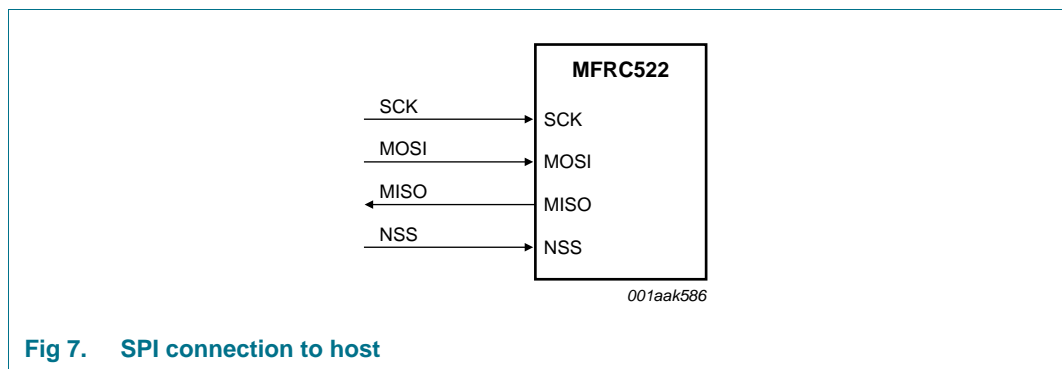 MFRC522
SCK
SCK
MOSI
MOSI
MISO
MISO
NSS
NSS
001aak586
Fig 7. SPI connection to host